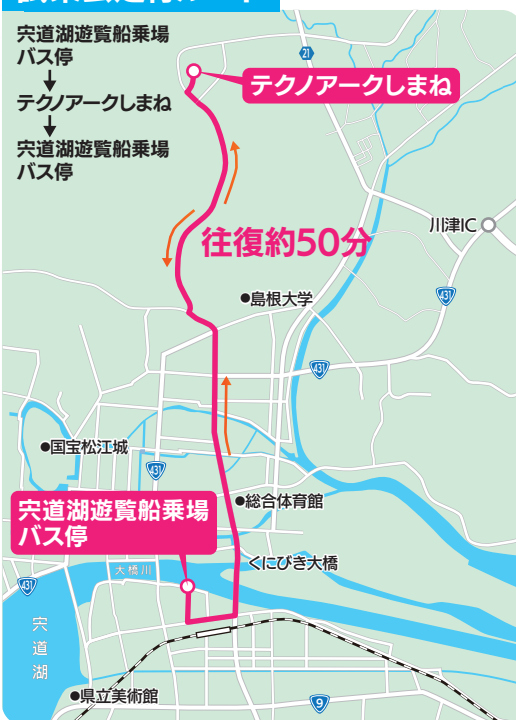 宍道湖遊覧船乗場
バス停
↓
テクノアークしまね
↓
宍道湖遊覧船乗場
バス停
21
テクノアークしまね
往復約50分
川津IC
431
●島根大学
431
●国宝松江城
431
●総合体育館
宍道湖遊覧船乗場
バス停
くにびき大橋
大橋川
431
宍道湖
●県立美術館
9